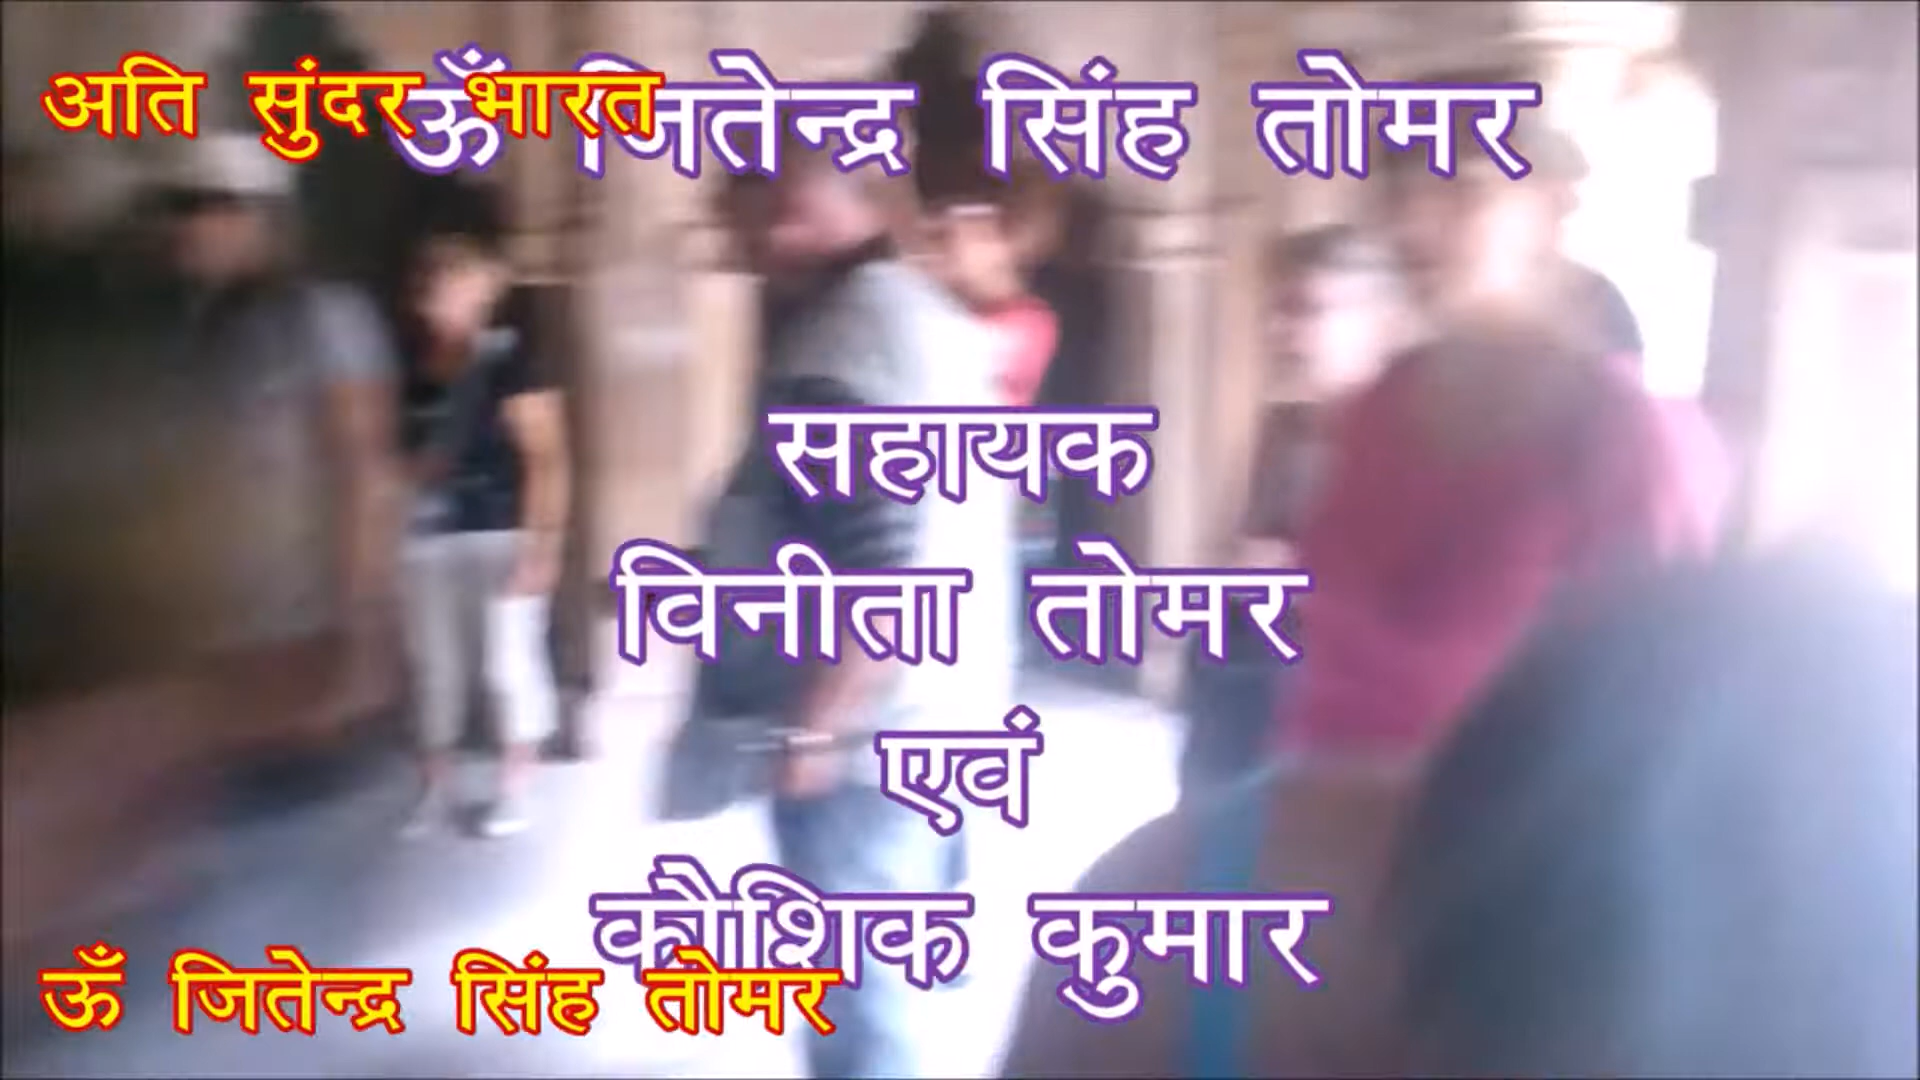 अति सुंदर भारत
ऊँ जितेन्द्र सिंह तोमर
सहायक
विनीता तोमर
एवं
कौशिक कुमार
ऊँ जितेन्द्र सिंह तोमर